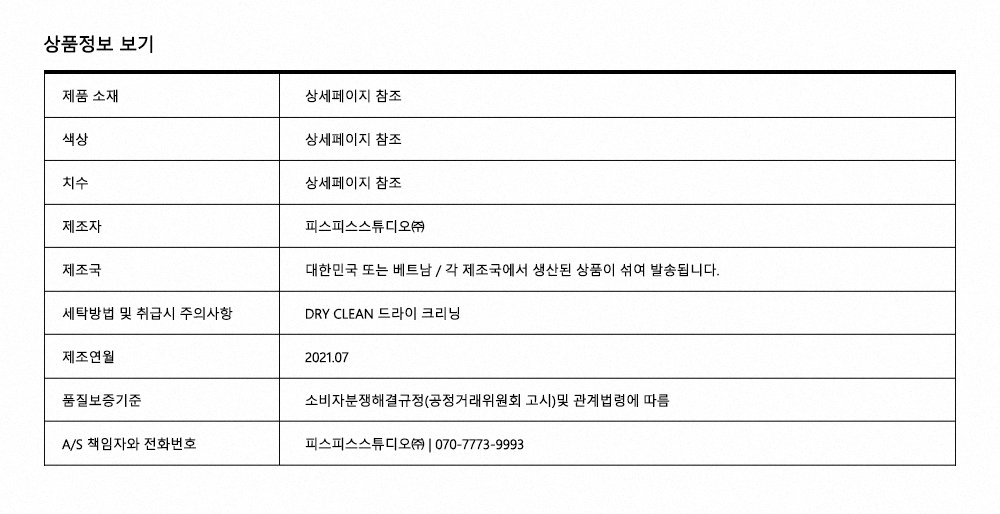 상품정보 보기
제품 소재 상세페이지 참조
색상 상세페이지 참조
치수 상세페이지 참조
제조자 피스피스스튜디오㈜
제조국 대한민국 또는 베트남 / 각 제조국에서 생산된 상품이 섞여 발송됩니다.
세탁방법 및 취급시 주의사항 DRY CLEAN 드라이 크리닝
제조연월 2021.07
품질보증기준 소비자분쟁해결규정(공정거래위원회 고시)및 관계법령에 따름
A/S 책임자와 전화번호 피스피스스튜디오㈜ | 070-7773-9993